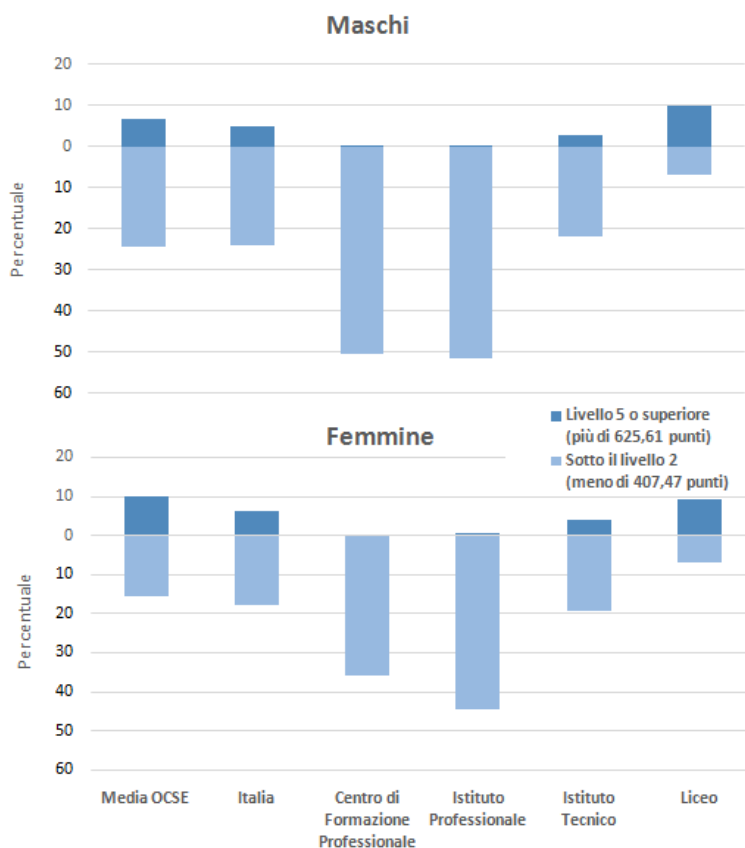 Maschi
20
10
0
10
20
30
40
50
60
Percentuale
Livello 5 o superiore
(più di 625,61 punti)
Sotto il livello 2
(meno di 407,47 punti)
Femmine
20
10
0
10
20
30
40
50
60
Percentuale
Media OCSE
Italia
Centro di
Formazione
Professionale
Istituto
Professionale
Istituto
Tecnico
Liceo